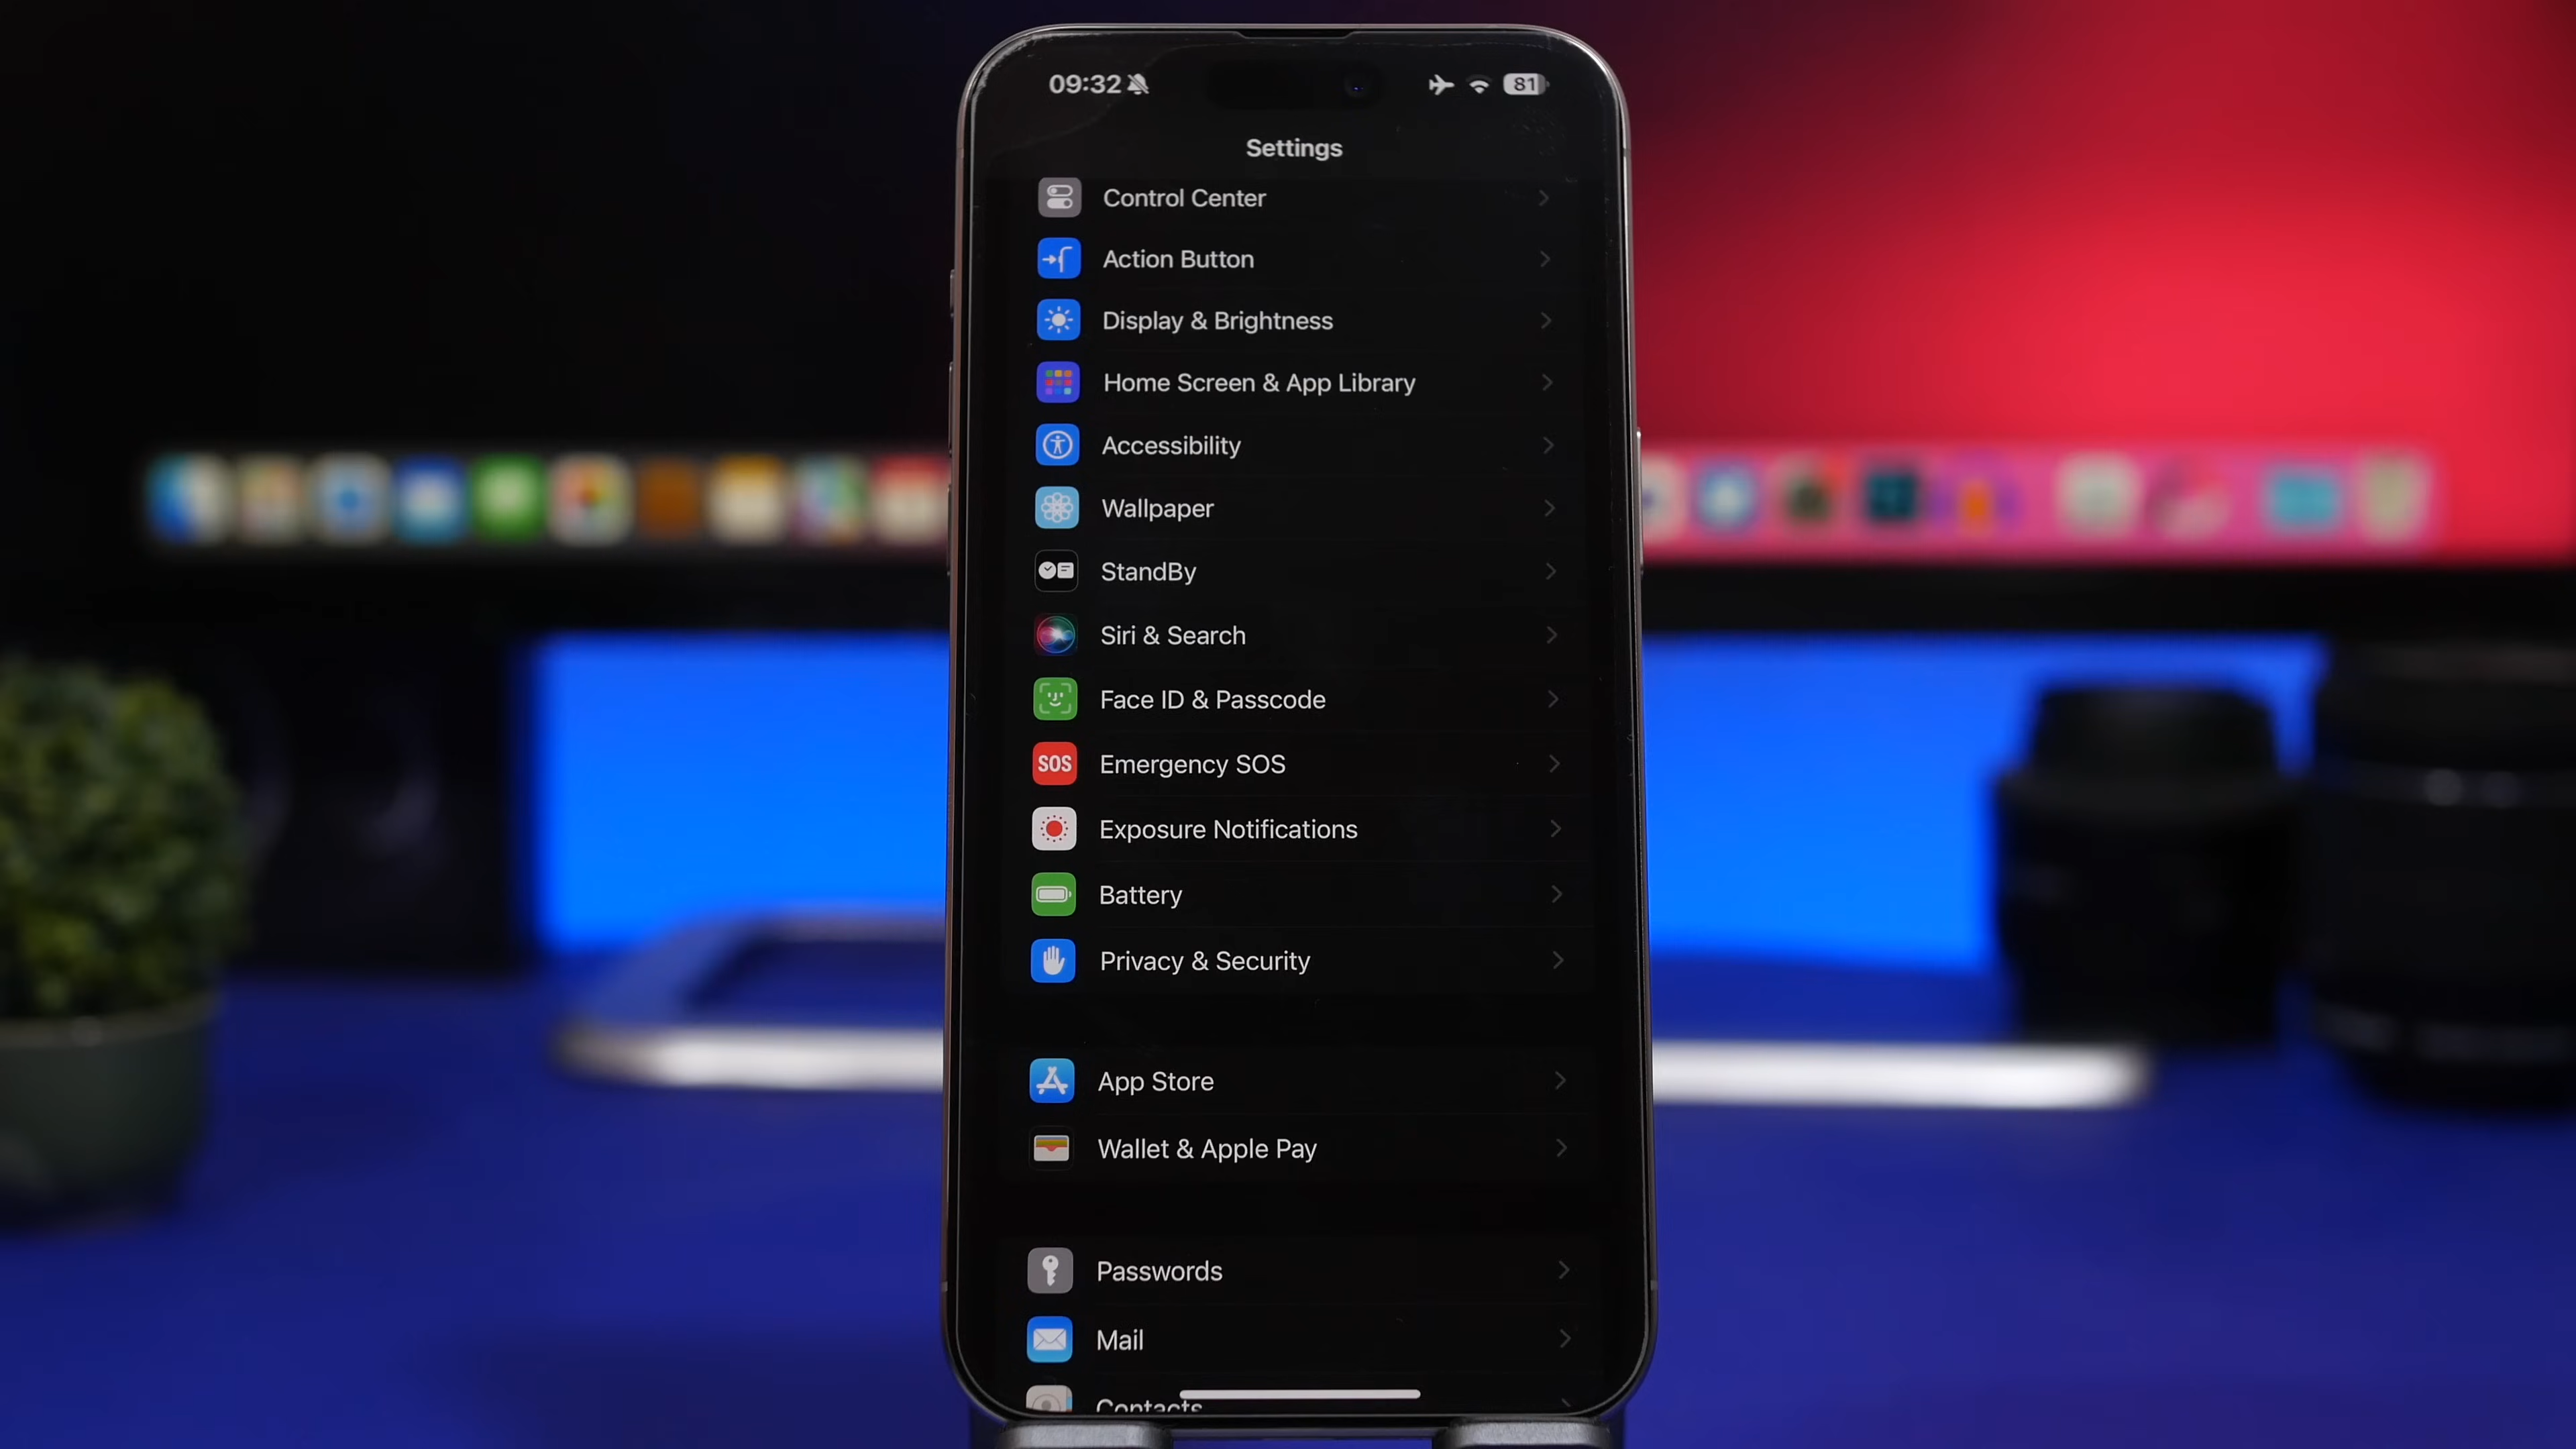 09:32
81
Settings
Control Center
Action Button
Display & Brightness
Home Screen & App Library
Accessibility
Wallpaper
StandBy
Siri & Search
Face ID & Passcode
SOS Emergency SOS
Exposure Notifications
Battery
Privacy & Security
App Store
Wallet & Apple Pay
Passwords
Mail
Contacts